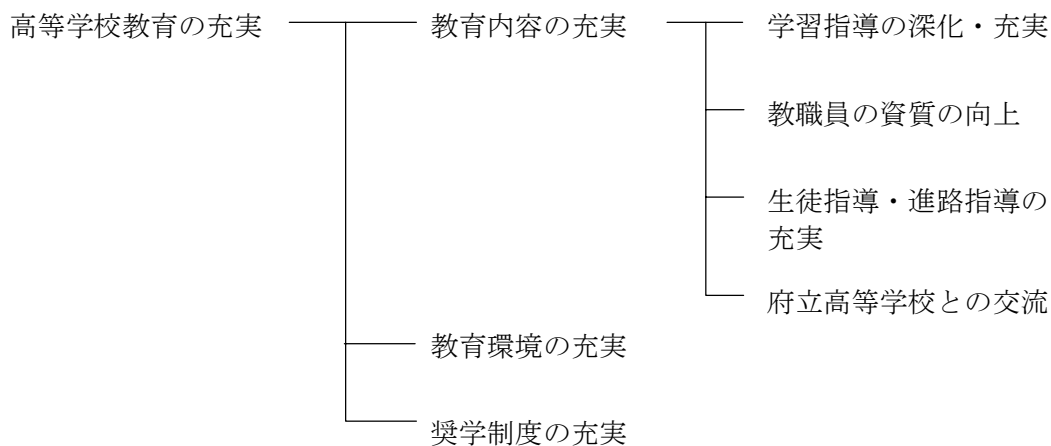 高等学校教育の充実
教育内容の充実
学習指導の深化・充実
教職員の資質の向上
生徒指導・進路指導の
充実
府立高等学校との交流
教育環境の充実
奨学制度の充実